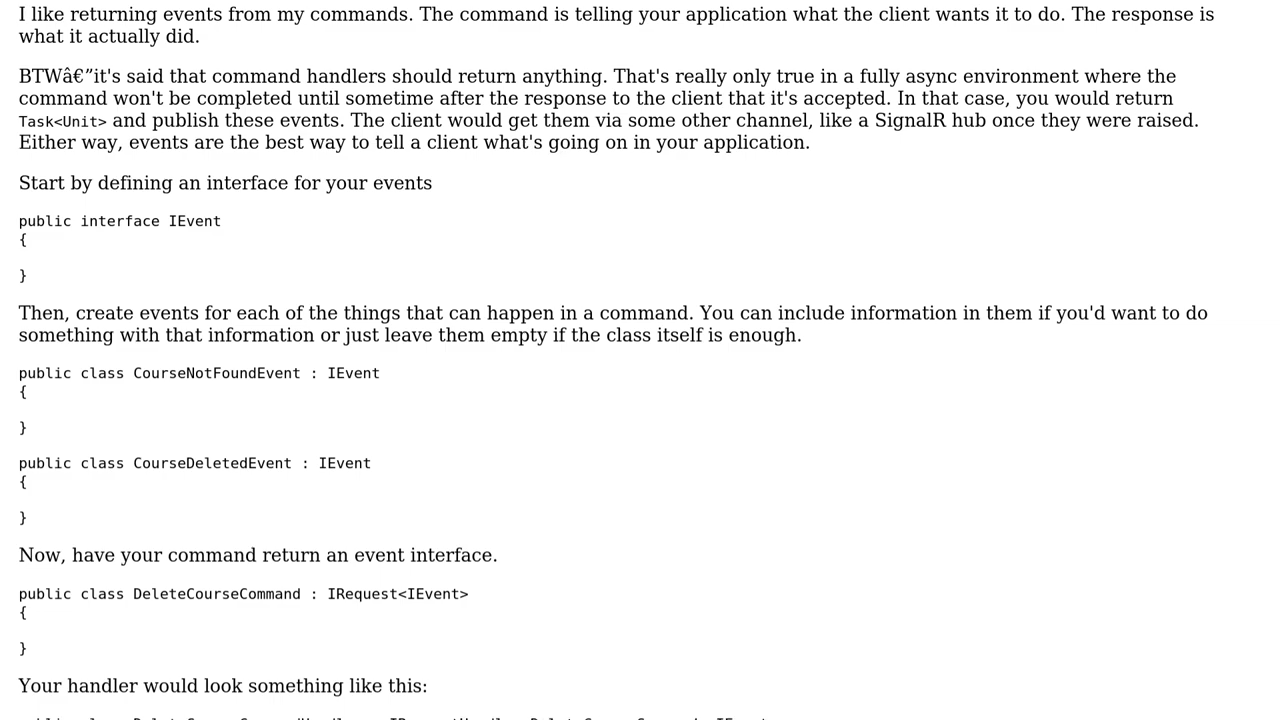 I like returning events from my commands. The command is telling your application what the client wants it to do. The response is
what it actually did.
BTWâ€”it's said that command handlers should return anything. That's really only true in a fully async environment where the
command won't be completed until sometime after the response to the client that it's accepted. In that case, you would return
Task<Unit> and publish these events. The client would get them via some other channel, like a SignalR hub once they were raised.
Either way, events are the best way to tell a client what's going on in your application.
Start by defining an interface for your events
public interface IEvent
{
}
Then, create events for each of the things that can happen in a command. You can include information in them if you'd want to do
something with that information or just leave them empty if the class itself is enough.
public class CourseNotFoundEvent : IEvent
{
}
public class CourseDeletedEvent : IEvent
{
}
Now, have your command return an event interface.
public class DeleteCourseCommand : IRequest<IEvent>
{
}
Your handler would look something like this: